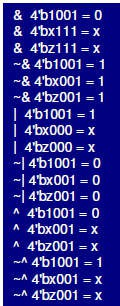 & 4'b1001 = 0
& 4'bx111 = x
& 4'bz111 = x
~& 4'b1001 = 1
~& 4'bx001 = 1
~& 4'bz001 = 1
| 4'b1001 = 1
| 4'bx000 = x
| 4'bz000 = x
~| 4'b1001 = 0
~| 4'bx001 = 0
~| 4'bz001 = 0
^ 4'b1001 = 0
^ 4'bx001 = x
^ 4'bz001 = x
~^ 4'b1001 = 1
~^ 4'bx001 = x
~^ 4'bz001 = x